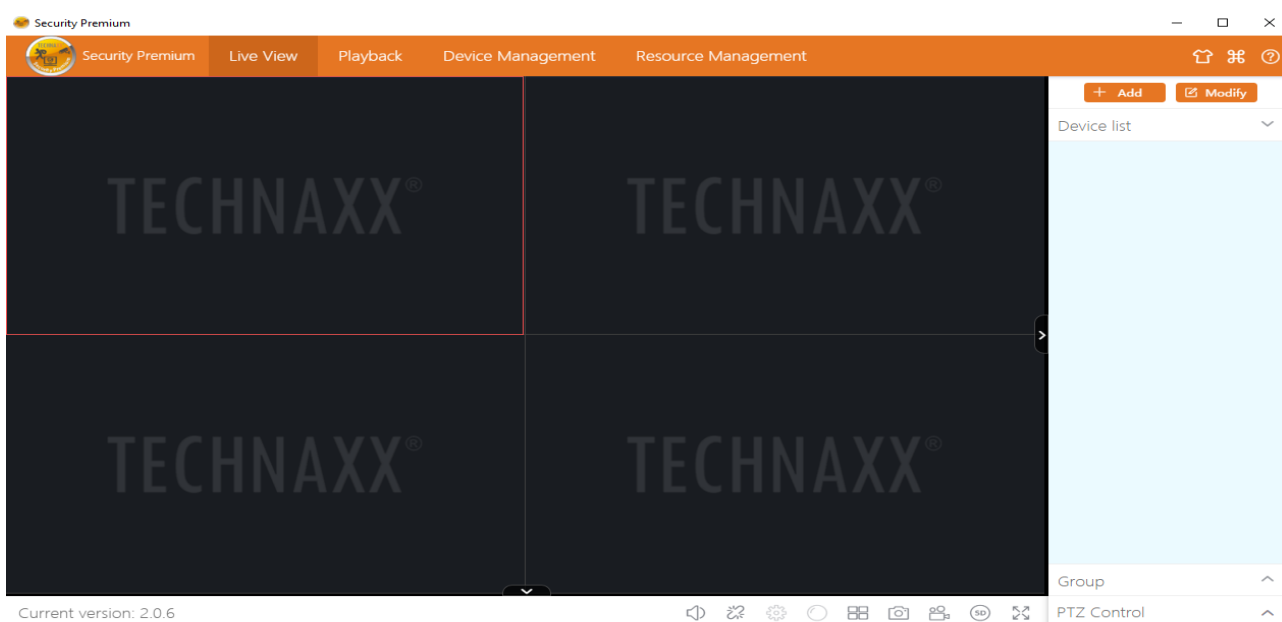 Security Premium
Security Premium Live View Playback Device Management Resource Management
+ Add Modify
Device list
TECHNAXX® TECHNAXX®
TECHNAXX® TECHNAXX®
Group
Current version: 2.0.6 SD PTZ Control